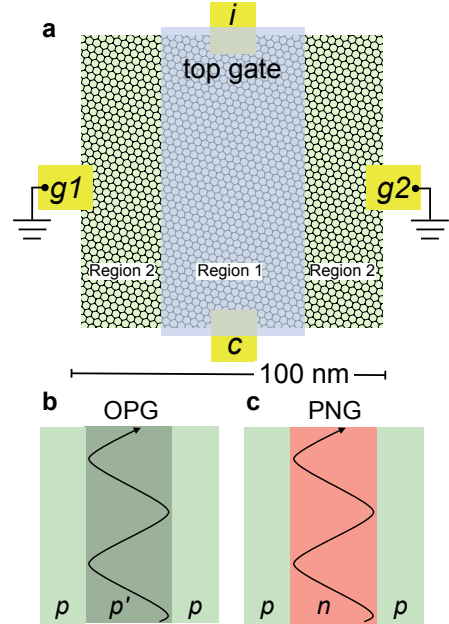 i
a
top gate
g1
g2
Region 2
Region 1
Region 2
c
100 nm
b
OPG
c
PNG
p
p'
p
p
n
p